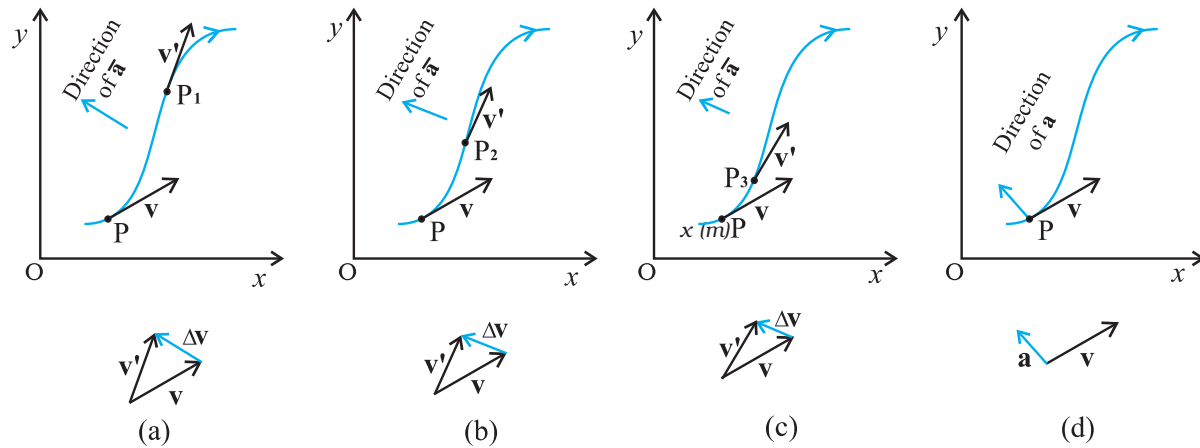 y
v'
Direction
of a̅
P₁
v
P
O
x
Δv
v'
v
(a)
y
Direction
of a̅
v'
P₂
v
P
O
x
Δv
v'
v
(b)
y
Direction
of a̅
v'
P₃
v
x (m)P
O
x
Δv
v'
v
(c)
y
Direction
of a
v
P
O
x
a
v
(d)